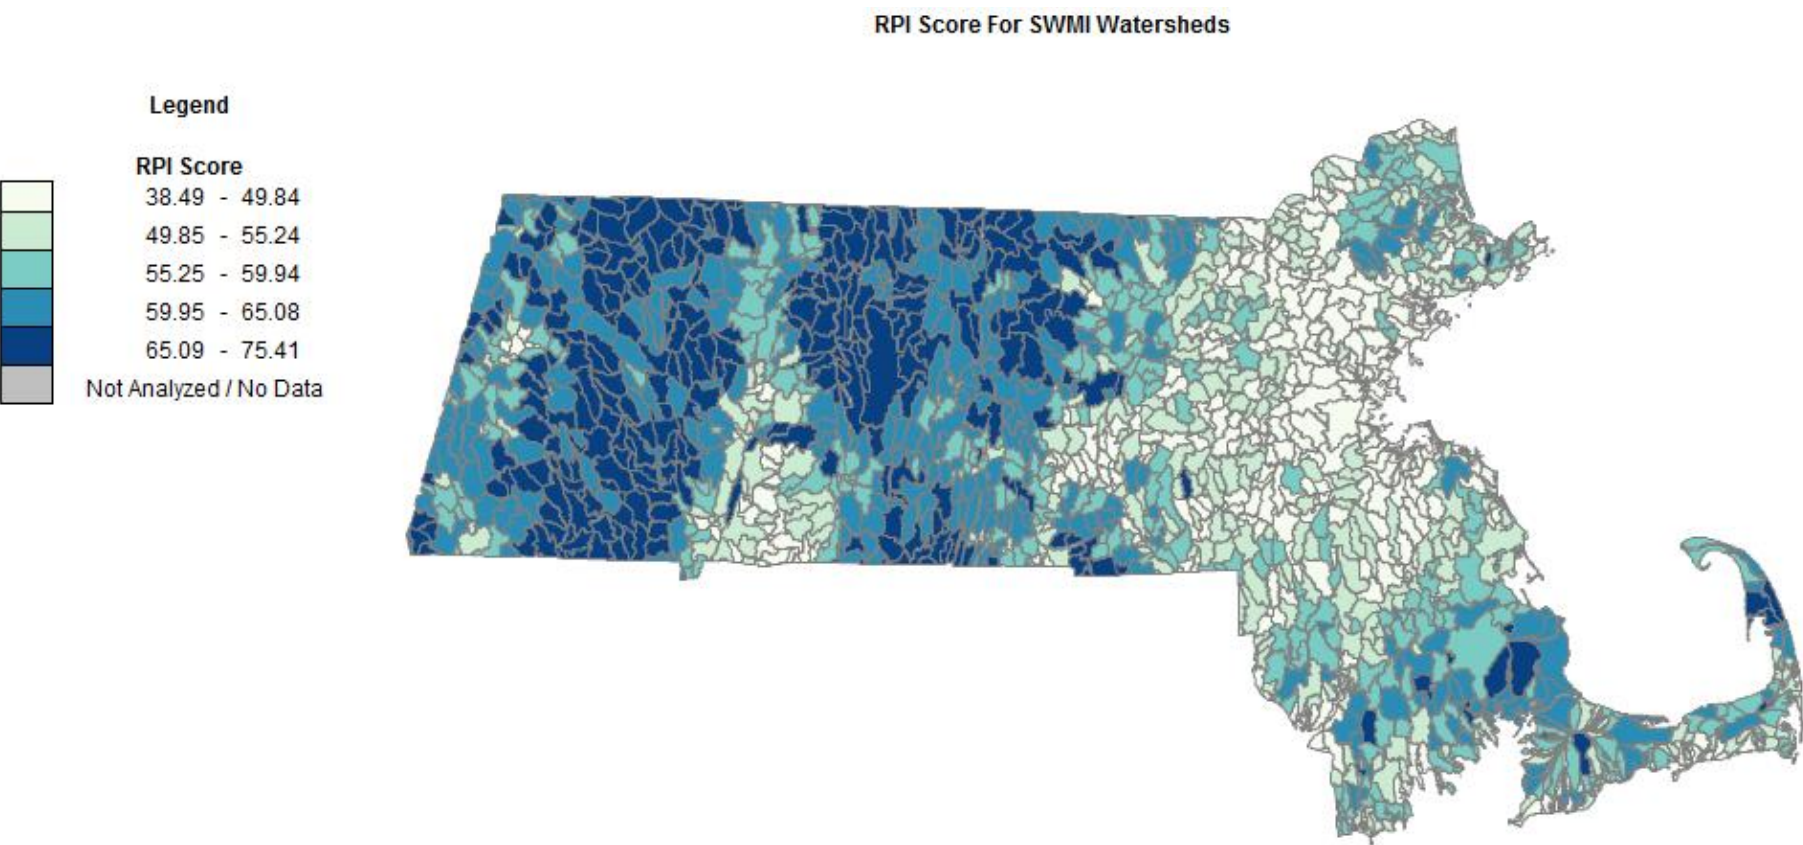 RPI Score For SWMI Watersheds
Legend
RPI Score
38.49 - 49.84
49.85 - 55.24
55.25 - 59.94
59.95 - 65.08
65.09 - 75.41
Not Analyzed / No Data